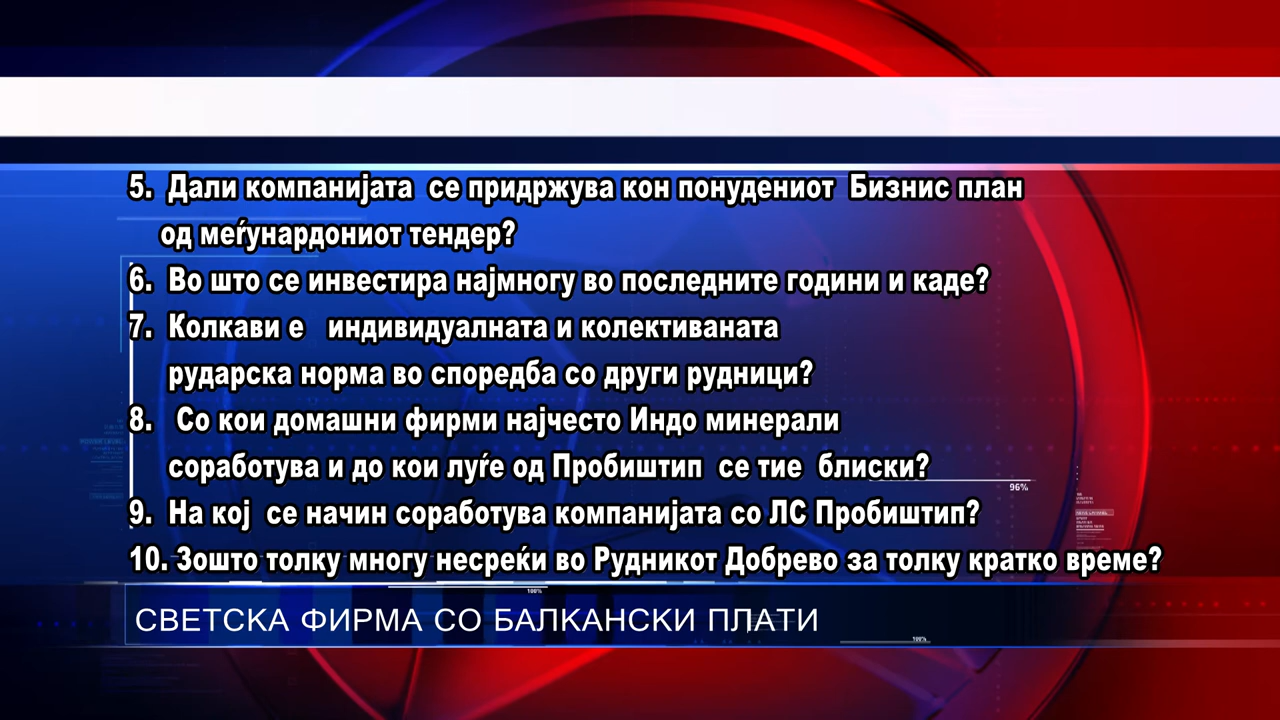 5. Дали компанијата се придржува кон понудениот Бизнис план
од меѓунардониот тендер?
6. Во што се инвестира најмногу во последните години и каде?
7. Колкави е индивидуалната и колективаната
рударска норма во споредба со други рудници?
8. Со кои домашни фирми најчесто Индо минерали
соработува и до кои луѓе од Пробиштип се тие блиски?
96%
9. На кој се начин соработува компанијата со ЛС Пробиштип?
10. Зошто толку многу несреќи во Рудникот Добрево за толку кратко време?
100%
СВЕТСКА ФИРМА СО БАЛКАНСКИ ПЛАТИ
100%